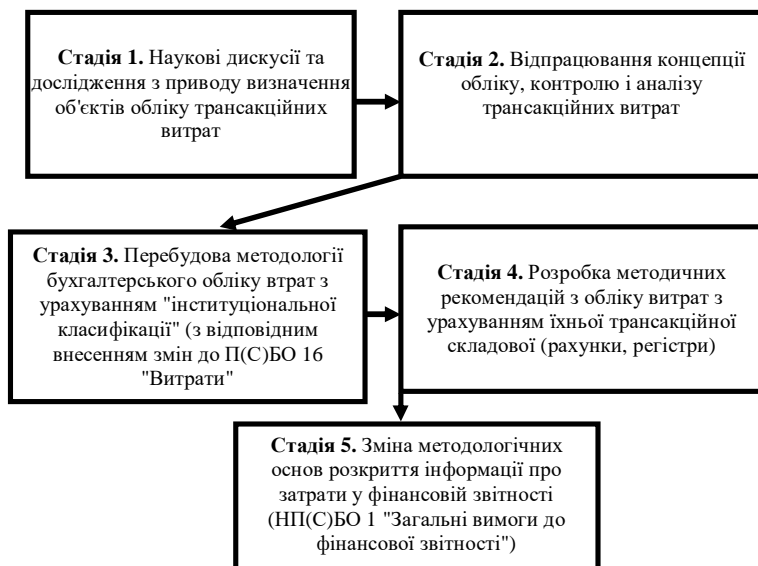 Стадія 1. Наукові дискусії та
дослідження з приводу визначення
об'єктів обліку трансакційних
витрат
Стадія 2. Відпрацювання концепції
обліку, контролю і аналізу
трансакційних витрат
Стадія 3. Перебудова методології
бухгалтерського обліку втрат з
урахуванням "інституціональної
класифікації" (з відповідним
внесенням змін до П(С)БО 16
"Витрати"
Стадія 4. Розробка методичних
рекомендацій з обліку витрат з
урахуванням їхньої трансакційної
складової (рахунки, регістри)
Стадія 5. Зміна методологічних
основ розкриття інформації про
затрати у фінансовій звітності
(НП(С)БО 1 "Загальні вимоги до
фінансової звітності")